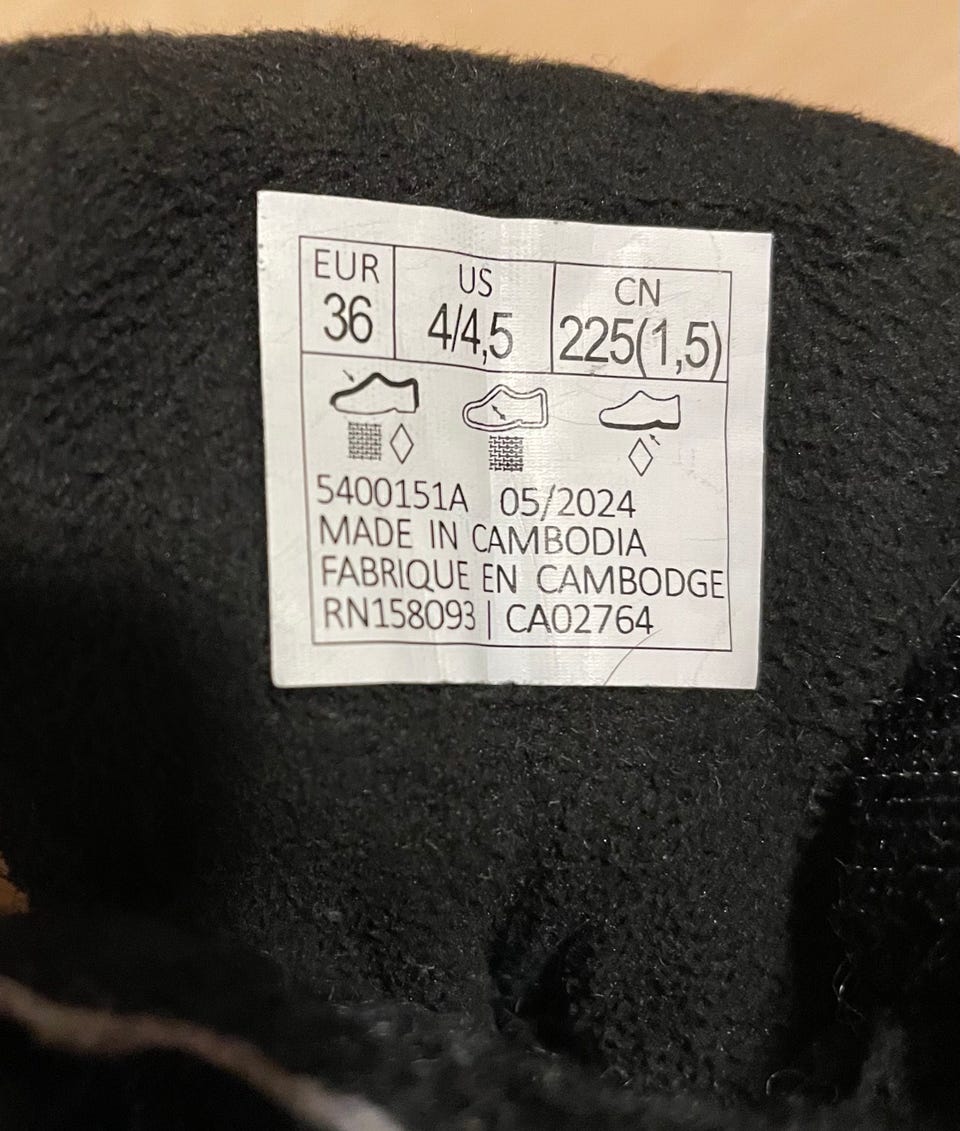 EUR US CN
36 4/4,5 225(1,5)
5400151A 05/2024
MADE IN CAMBODIA
FABRIQUE EN CAMBODGE
RN158093 | CA02764